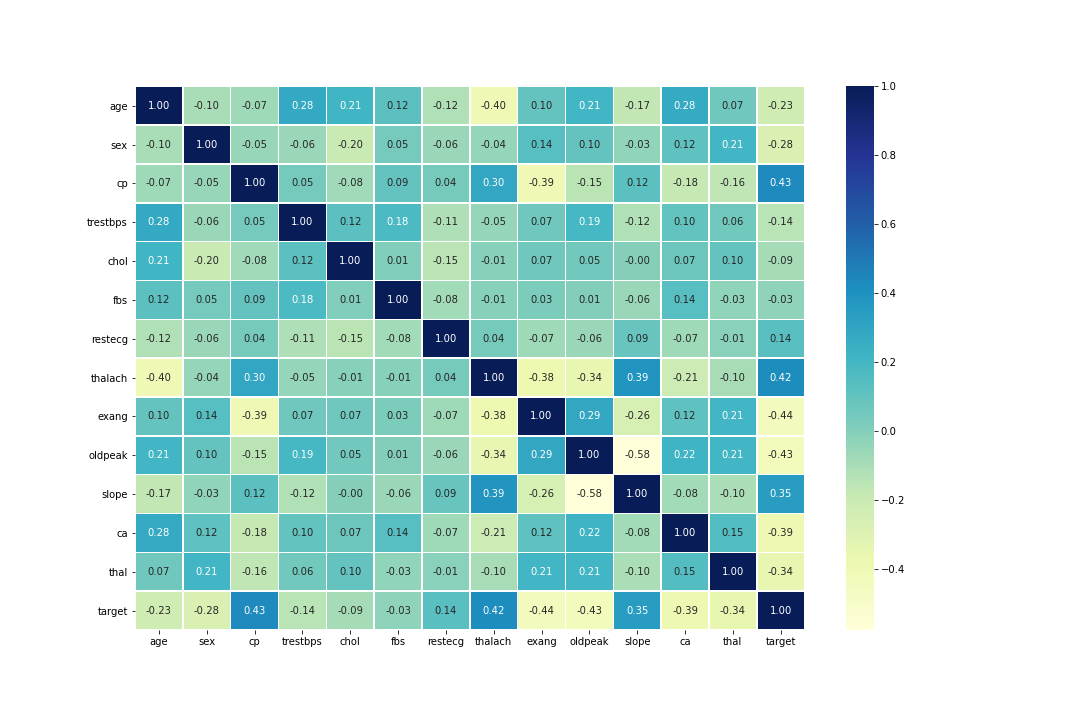 age 1.00 -0.10 -0.07 0.28 0.21 0.12 -0.12 -0.40 0.10 0.21 -0.17 0.28 0.07 -0.23
sex -0.10 1.00 -0.05 -0.06 -0.20 0.05 -0.06 -0.04 0.14 0.10 -0.03 0.12 0.21 -0.28
cp -0.07 -0.05 1.00 0.05 -0.08 0.09 0.04 0.30 -0.39 -0.15 0.12 -0.18 -0.16 0.43
trestbps 0.28 -0.06 0.05 1.00 0.12 0.18 -0.11 -0.05 0.07 0.19 -0.12 0.10 0.06 -0.14
chol 0.21 -0.20 -0.08 0.12 1.00 0.01 -0.15 -0.01 0.07 0.05 -0.00 0.07 0.10 -0.09
fbs 0.12 0.05 0.09 0.18 0.01 1.00 -0.08 -0.01 0.03 0.01 -0.06 0.14 -0.03 -0.03
restecg -0.12 -0.06 0.04 -0.11 -0.15 -0.08 1.00 0.04 -0.07 -0.06 0.09 -0.07 -0.01 0.14
thalach -0.40 -0.04 0.30 -0.05 -0.01 -0.01 0.04 1.00 -0.38 -0.34 0.39 -0.21 -0.10 0.42
exang 0.10 0.14 -0.39 0.07 0.07 0.03 -0.07 -0.38 1.00 0.29 -0.26 0.12 0.21 -0.44
oldpeak 0.21 0.10 -0.15 0.19 0.05 0.01 -0.06 -0.34 0.29 1.00 -0.58 0.22 0.21 -0.43
slope -0.17 -0.03 0.12 -0.12 -0.00 -0.06 0.09 0.39 -0.26 -0.58 1.00 -0.08 -0.10 0.35
ca 0.28 0.12 -0.18 0.10 0.07 0.14 -0.07 -0.21 0.12 0.22 -0.08 1.00 0.15 -0.39
thal 0.07 0.21 -0.16 0.06 0.10 -0.03 -0.01 -0.10 0.21 0.21 -0.10 0.15 1.00 -0.34
target -0.23 -0.28 0.43 -0.14 -0.09 -0.03 0.14 0.42 -0.44 -0.43 0.35 -0.39 -0.34 1.00
age sex cp trestbps chol fbs restecg thalach exang oldpeak slope ca thal target
1.0
0.8
0.6
0.4
0.2
0.0
−0.2
−0.4